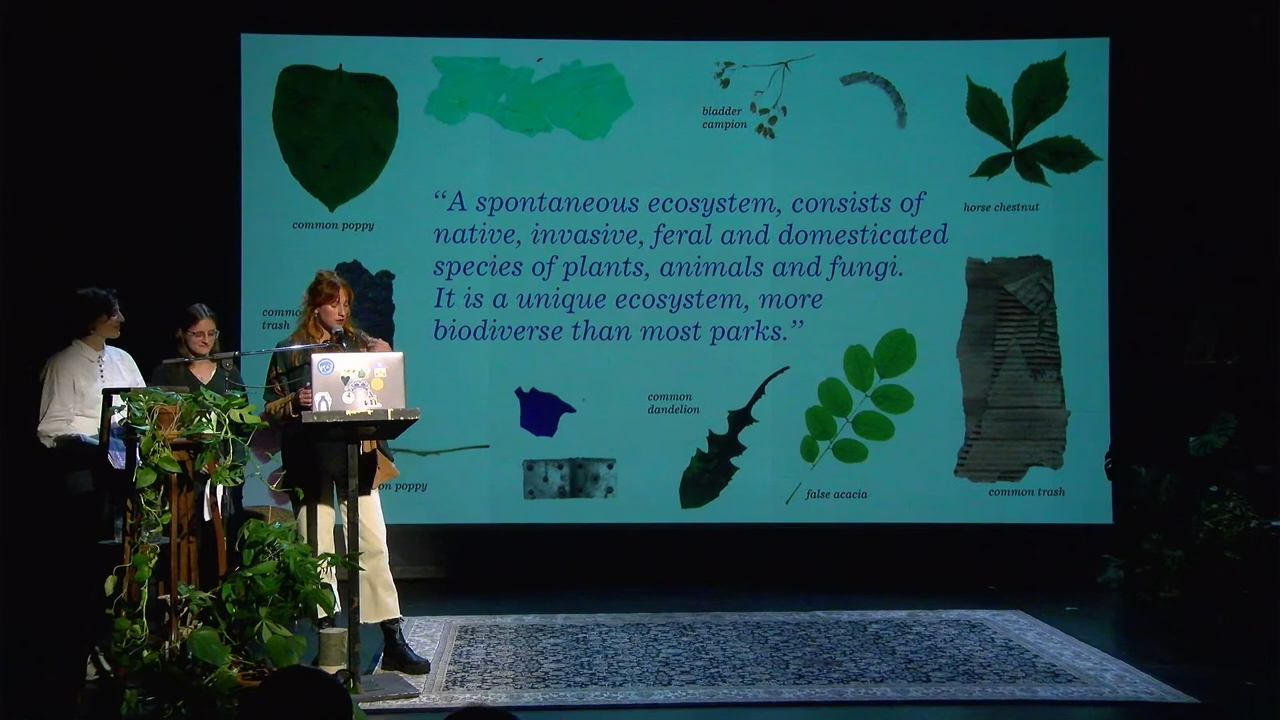 bladder
campion
common poppy
horse chestnut
“A spontaneous ecosystem, consists of
native, invasive, feral and domesticated
species of plants, animals and fungi.
It is a unique ecosystem, more
biodiverse than most parks.”
trash
common
dandelion
poppy
false acacia
common trash